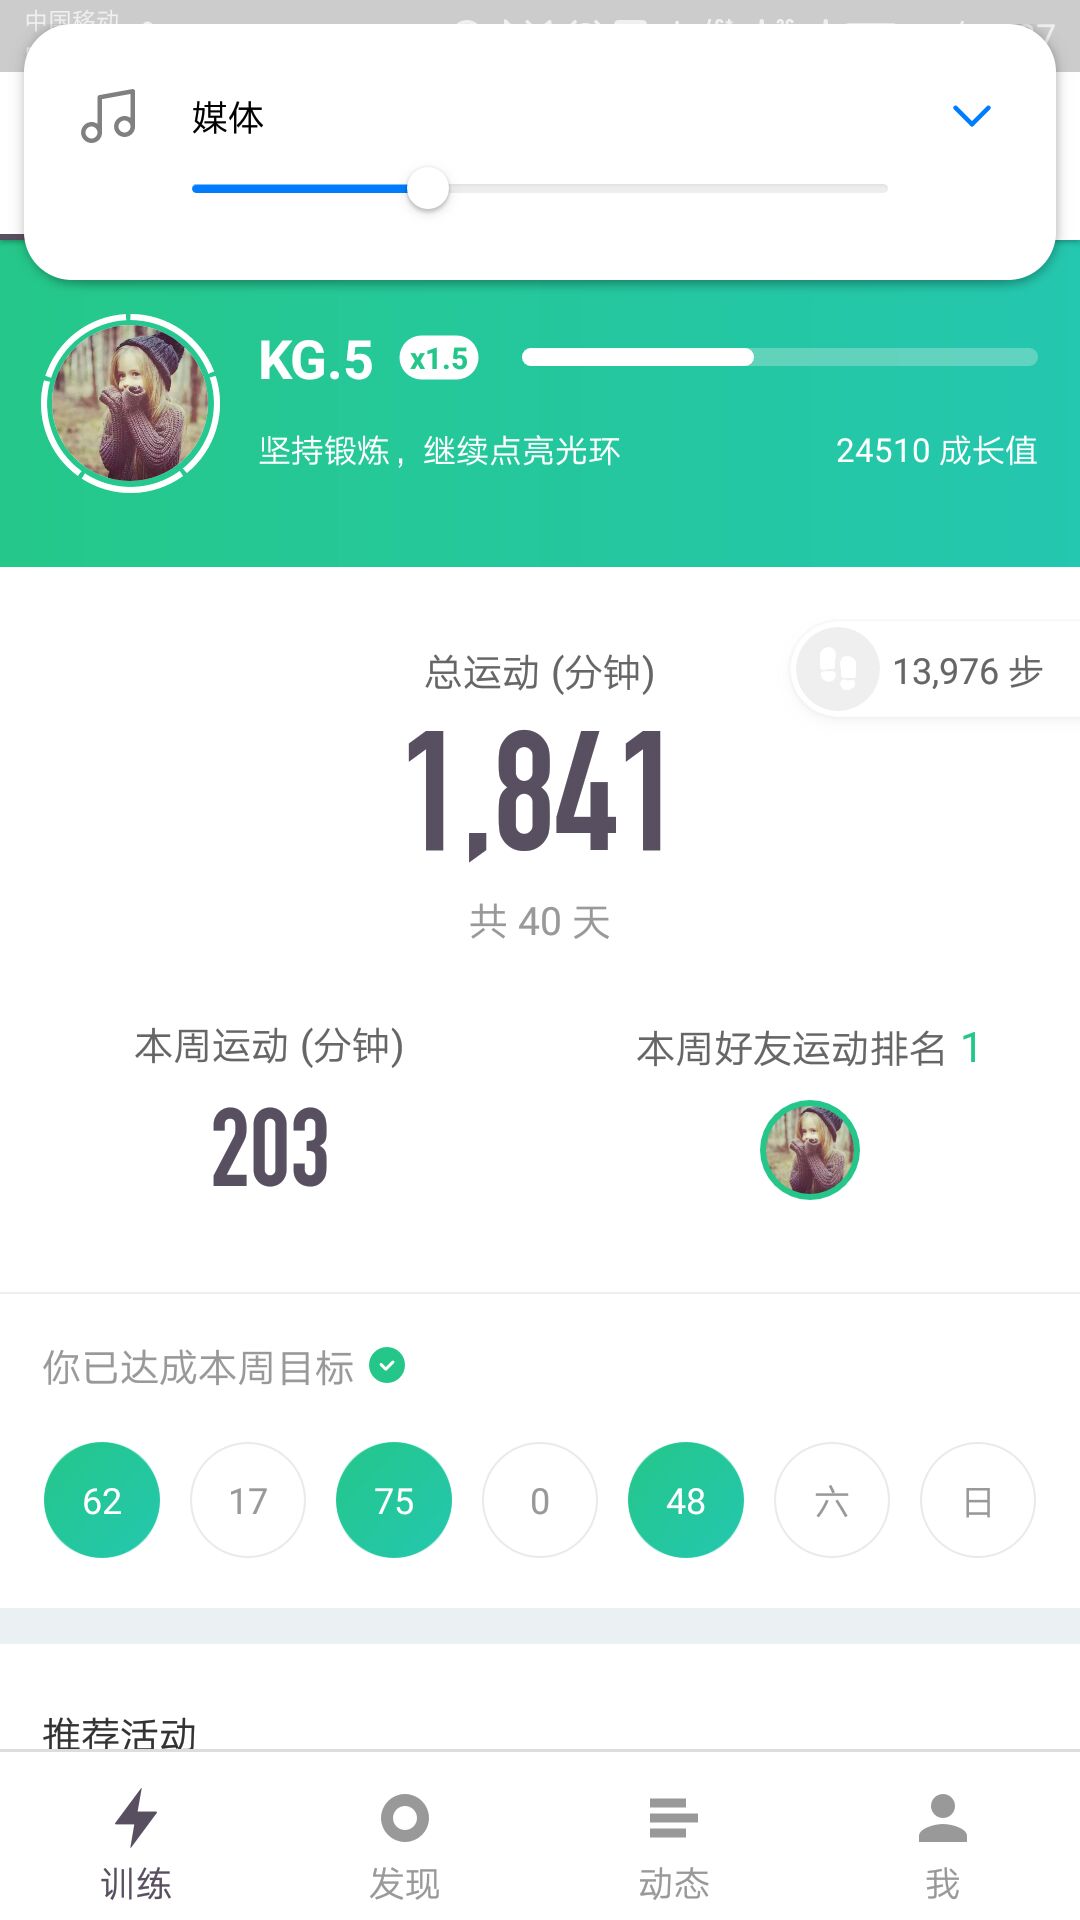 中国移动
媒体
KG.5 x1.5
坚持锻炼，继续点亮光环 24510 成长值
总运动 (分钟)
13,976 步
1,841
共 40 天
本周运动 (分钟)
203
本周好友运动排名 1
你已达成本周目标
62 17 75 0 48 六 日
推荐活动
训练 发现 动态 我